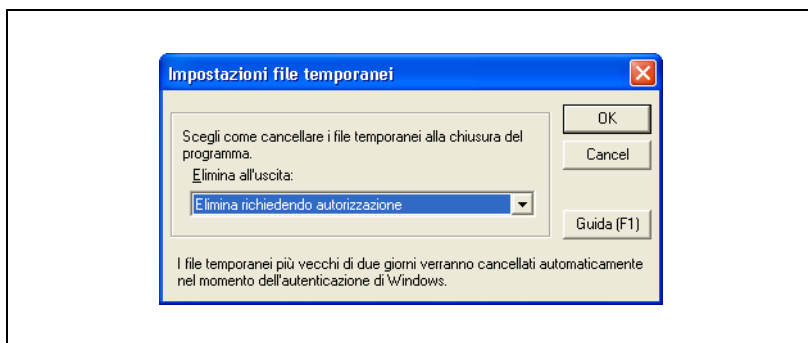 Impostazioni file temporanei
Scegli come cancellare i file temporanei alla chiusura del
programma.
Elimina all'uscita:
Elimina richiedendo autorizzazione
OK
Cancel
Guida (F1)
I file temporanei più vecchi di due giorni verranno cancellati automaticamente
nel momento dell'autenticazione di Windows.